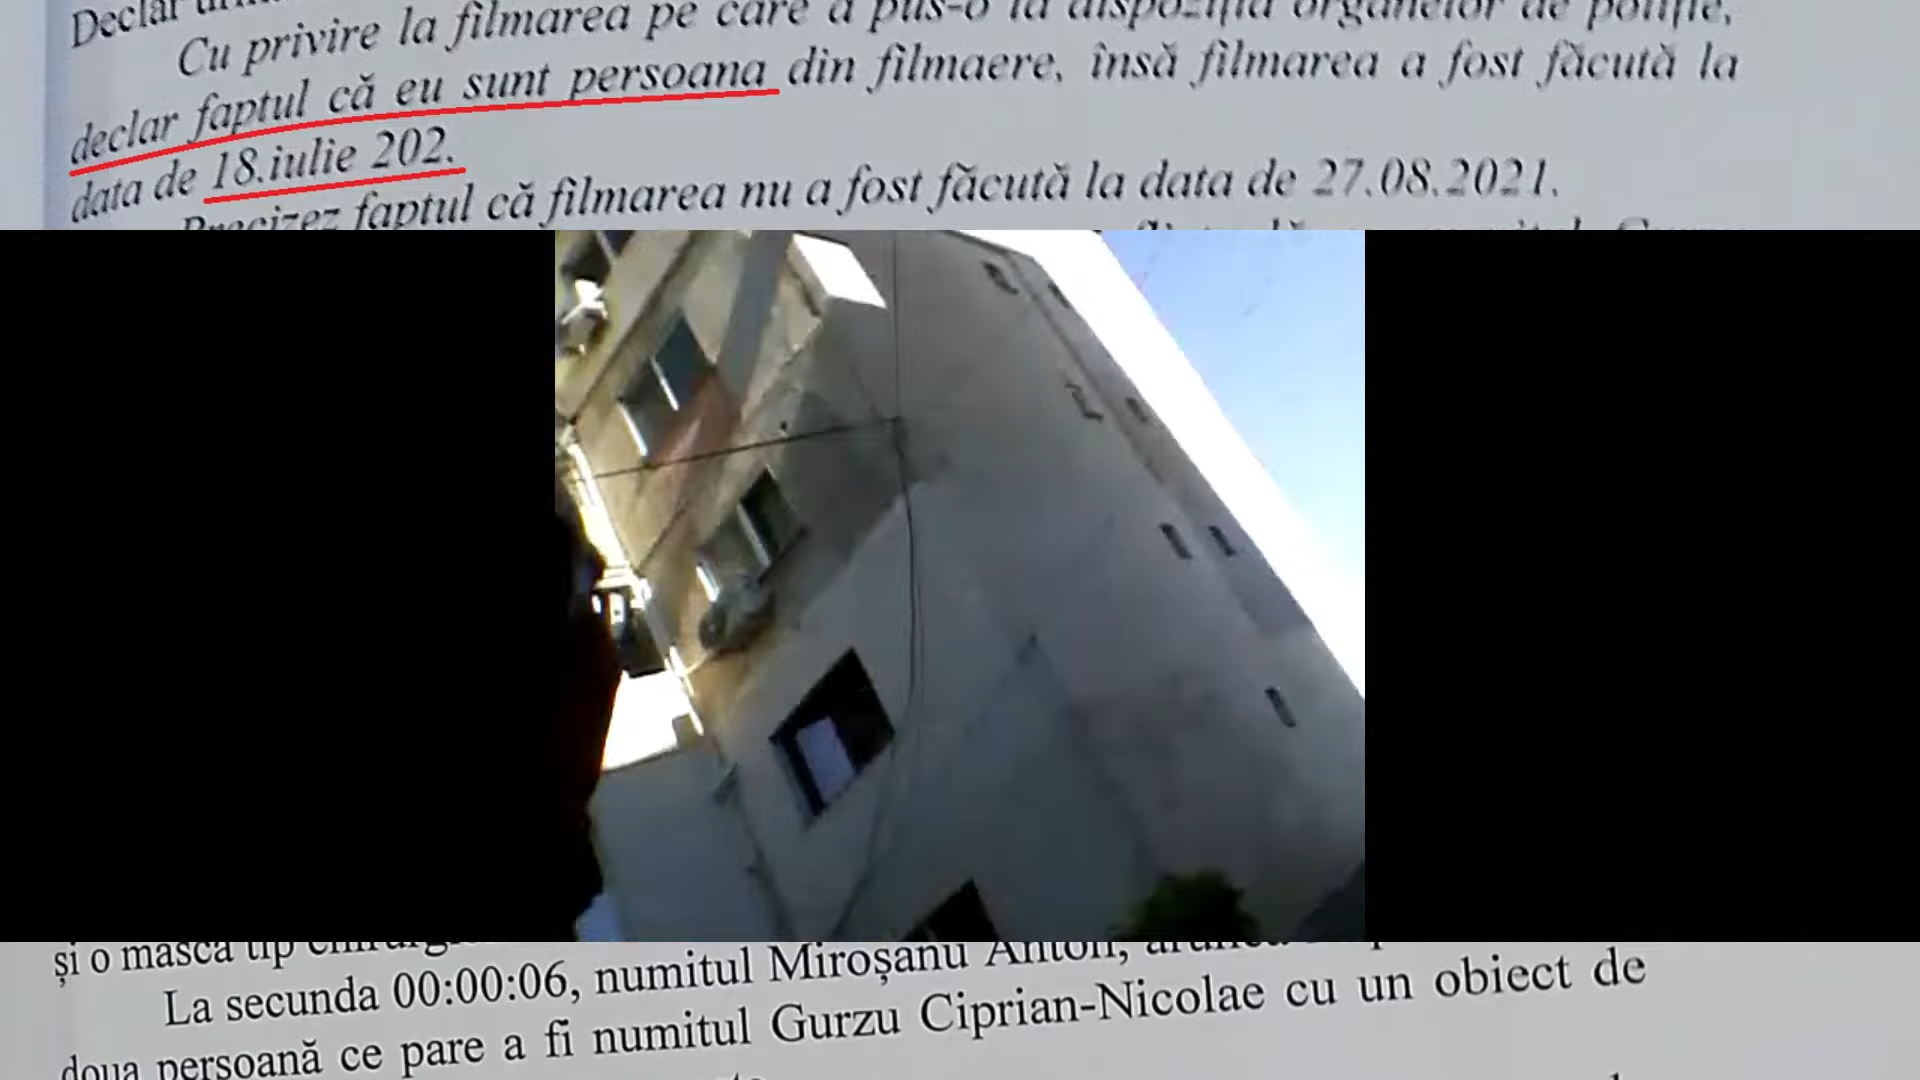 Declar
Cu privire la filmarea pe care a pus-o la dispoziția organelor de poliție,
declar faptul că eu sunt persoana din filmaere, însă filmarea a fost făcută la
data de 18.iulie 202.
Precizez faptul că filmarea nu a fost făcută la data de 27.08.2021.
și o masca tip
La secunda 00:00:06, numitul Miroșanu Anton,
doua persoană ce pare a fi numitul Gurzu Ciprian-Nicolae cu un obiect de